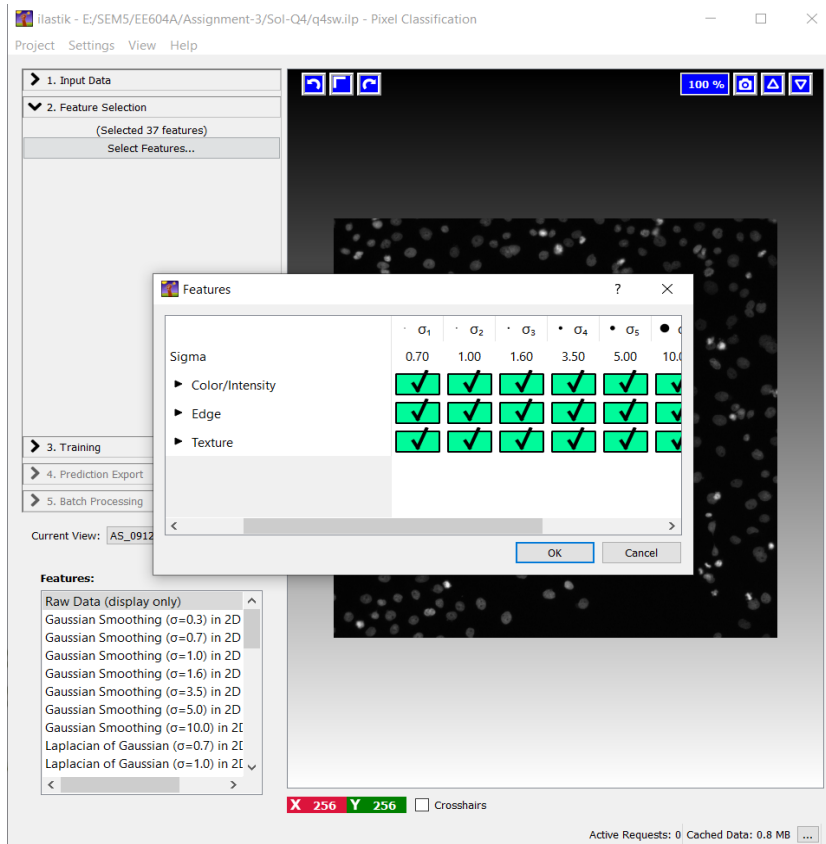 ilastik - E:/SEM5/EE604A/Assignment-3/Sol-Q4/q4sw.ilp - Pixel Classification
Project Settings View Help
1. Input Data
2. Feature Selection
(Selected 37 features)
Select Features...
100 %
Features
?
σ₁ σ₂ σ₃ σ₄ σ₅
Sigma 0.70 1.00 1.60 3.50 5.00 10.0
Color/Intensity
Edge
Texture
OK Cancel
3. Training
4. Prediction Export
5. Batch Processing
Current View: AS_0912
Features:
Raw Data (display only)
Gaussian Smoothing (σ=0.3) in 2D
Gaussian Smoothing (σ=0.7) in 2D
Gaussian Smoothing (σ=1.0) in 2D
Gaussian Smoothing (σ=1.6) in 2D
Gaussian Smoothing (σ=3.5) in 2D
Gaussian Smoothing (σ=5.0) in 2D
Gaussian Smoothing (σ=10.0) in 2D
Laplacian of Gaussian (σ=0.7) in 2D
Laplacian of Gaussian (σ=1.0) in 2D
X 256 Y 256 Crosshairs
Active Requests: 0 Cached Data: 0.8 MB ...